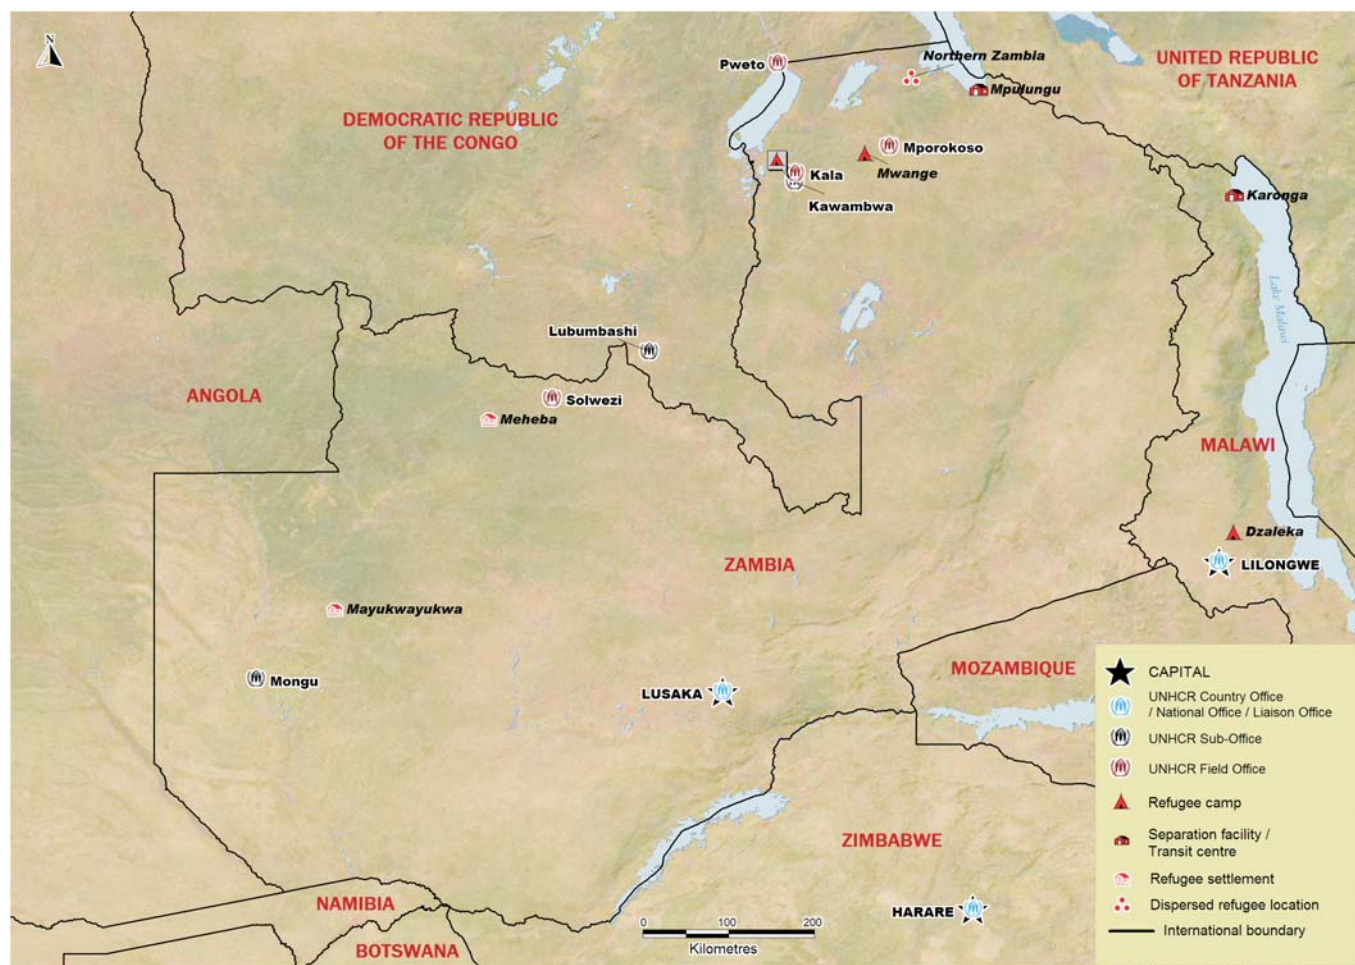 N
Northern Zambia
UNITED REPUBLIC
OF TANZANIA
Pweto
Mpulungu
DEMOCRATIC REPUBLIC
OF THE CONGO
Mporokoso
Kala
Mwange
Karonga
Kawambwa
Lake Malawi
Lubumbashi
ANGOLA
Solwezi
Meheba
MALAWI
Dzaleka
ZAMBIA
LILONGWE
Mayukwayukwa
MOZAMBIQUE
Mongu
LUSAKA
CAPITAL
UNHCR Country Office
/ National Office / Liaison Office
UNHCR Sub-Office
UNHCR Field Office
Refugee camp
Separation facility /
Transit centre
Refugee settlement
Dispersed refugee location
International boundary
ZIMBABWE
NAMIBIA
HARARE
0 100 200
Kilometres
BOTSWANA